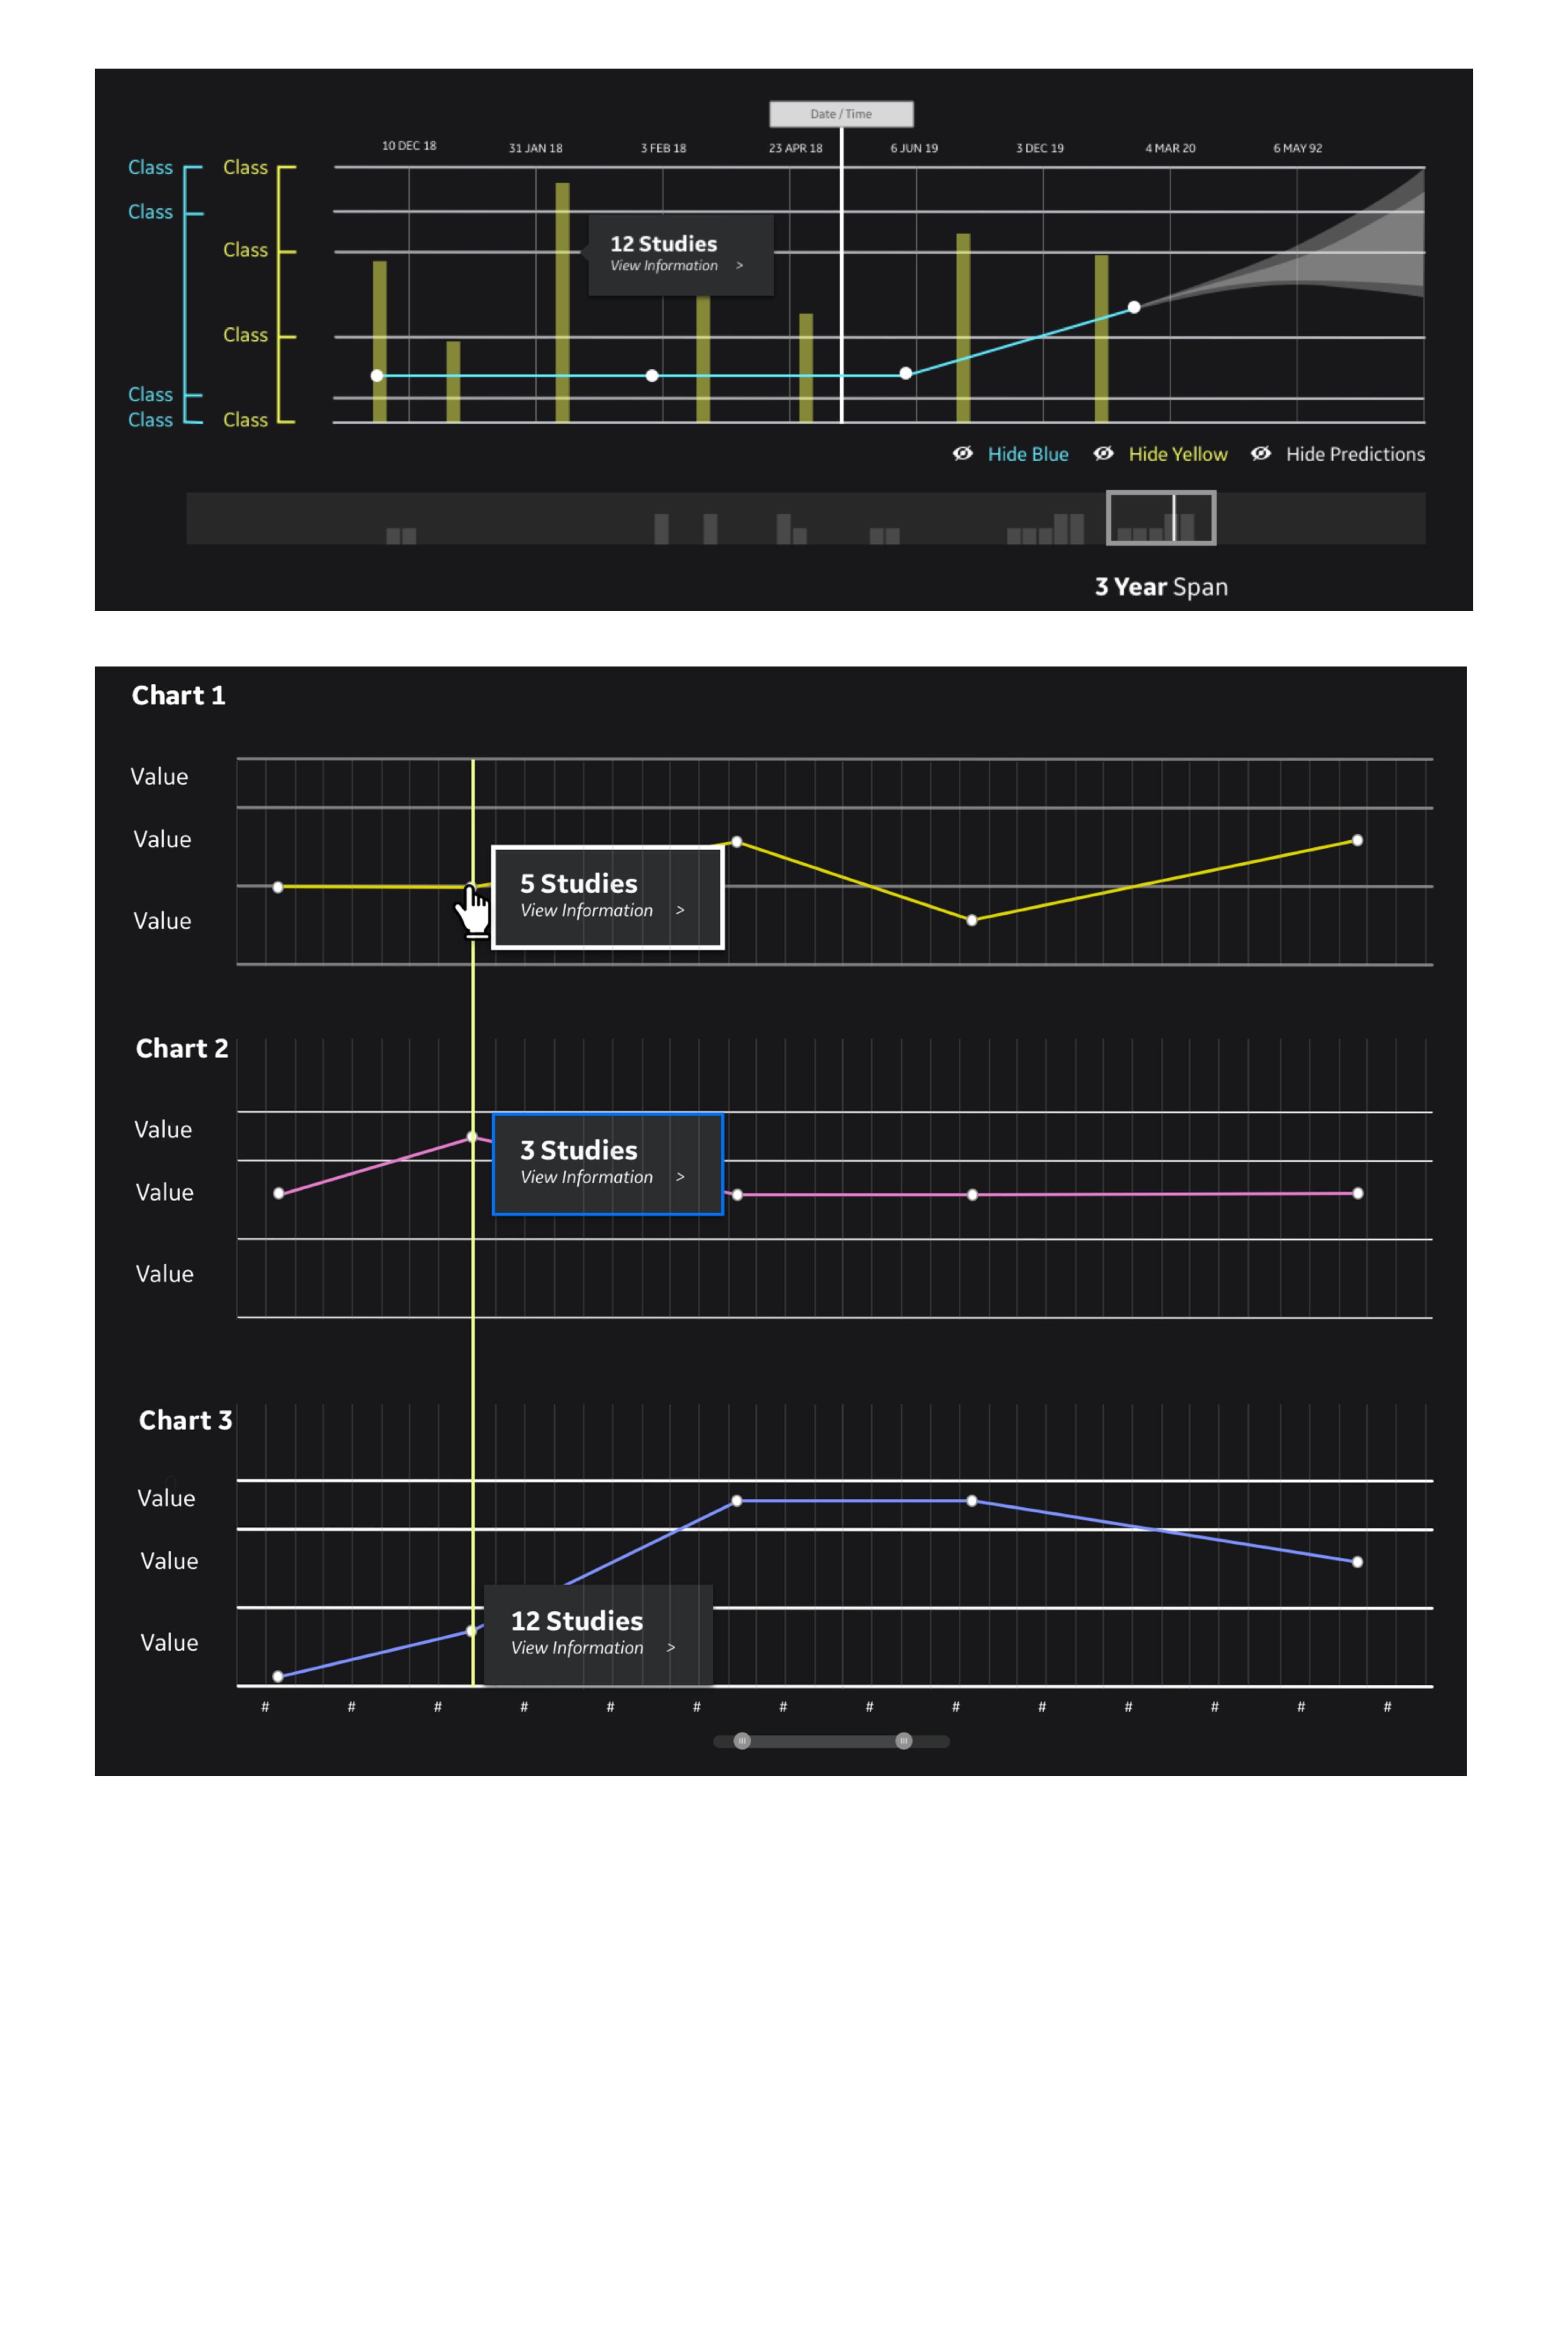 Date / Time
10 DEC 18
31 JAN 18
3 FEB 18
23 APR 18
6 JUN 19
3 DEC 19
4 MAR 20
6 MAY 92
Class
Class
Class
Class
12 Studies
View Information >
Class
Class
Class
Class
Hide Blue
Hide Yellow
Hide Predictions
3 Year Span
Chart 1
Value
Value
5 Studies
View Information >
Value
Chart 2
Value
3 Studies
View Information >
Value
Value
Chart 3
Value
Value
12 Studies
View Information >
Value
# # # # # # # # # # # # # #